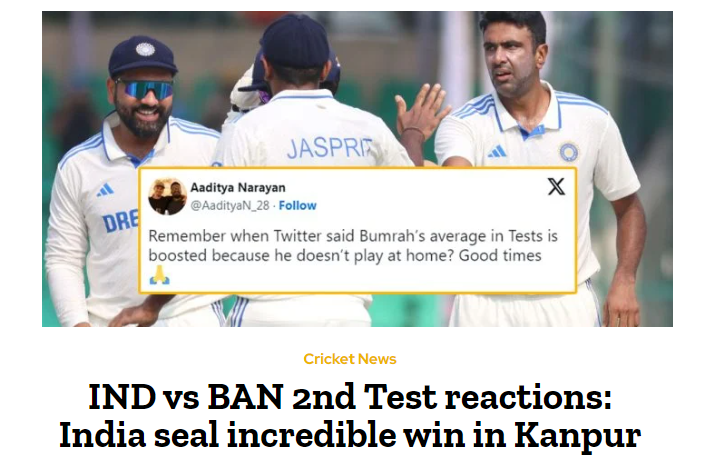 JASPRIT
DRE
Aaditya Narayan
@AadityaN_28 · Follow
X
Remember when Twitter said Bumrah's average in Tests is
boosted because he doesn't play at home? Good times
🙏
Cricket News
IND vs BAN 2nd Test reactions:
India seal incredible win in Kanpur